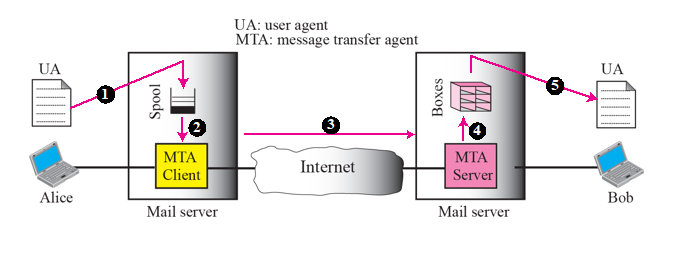 UA: user agent
MTA: message transfer agent
UA
UA
1
Spool
2
3
Boxes
4
5
MTA
Client
Internet
MTA
Server
Alice
Mail server
Mail server
Bob